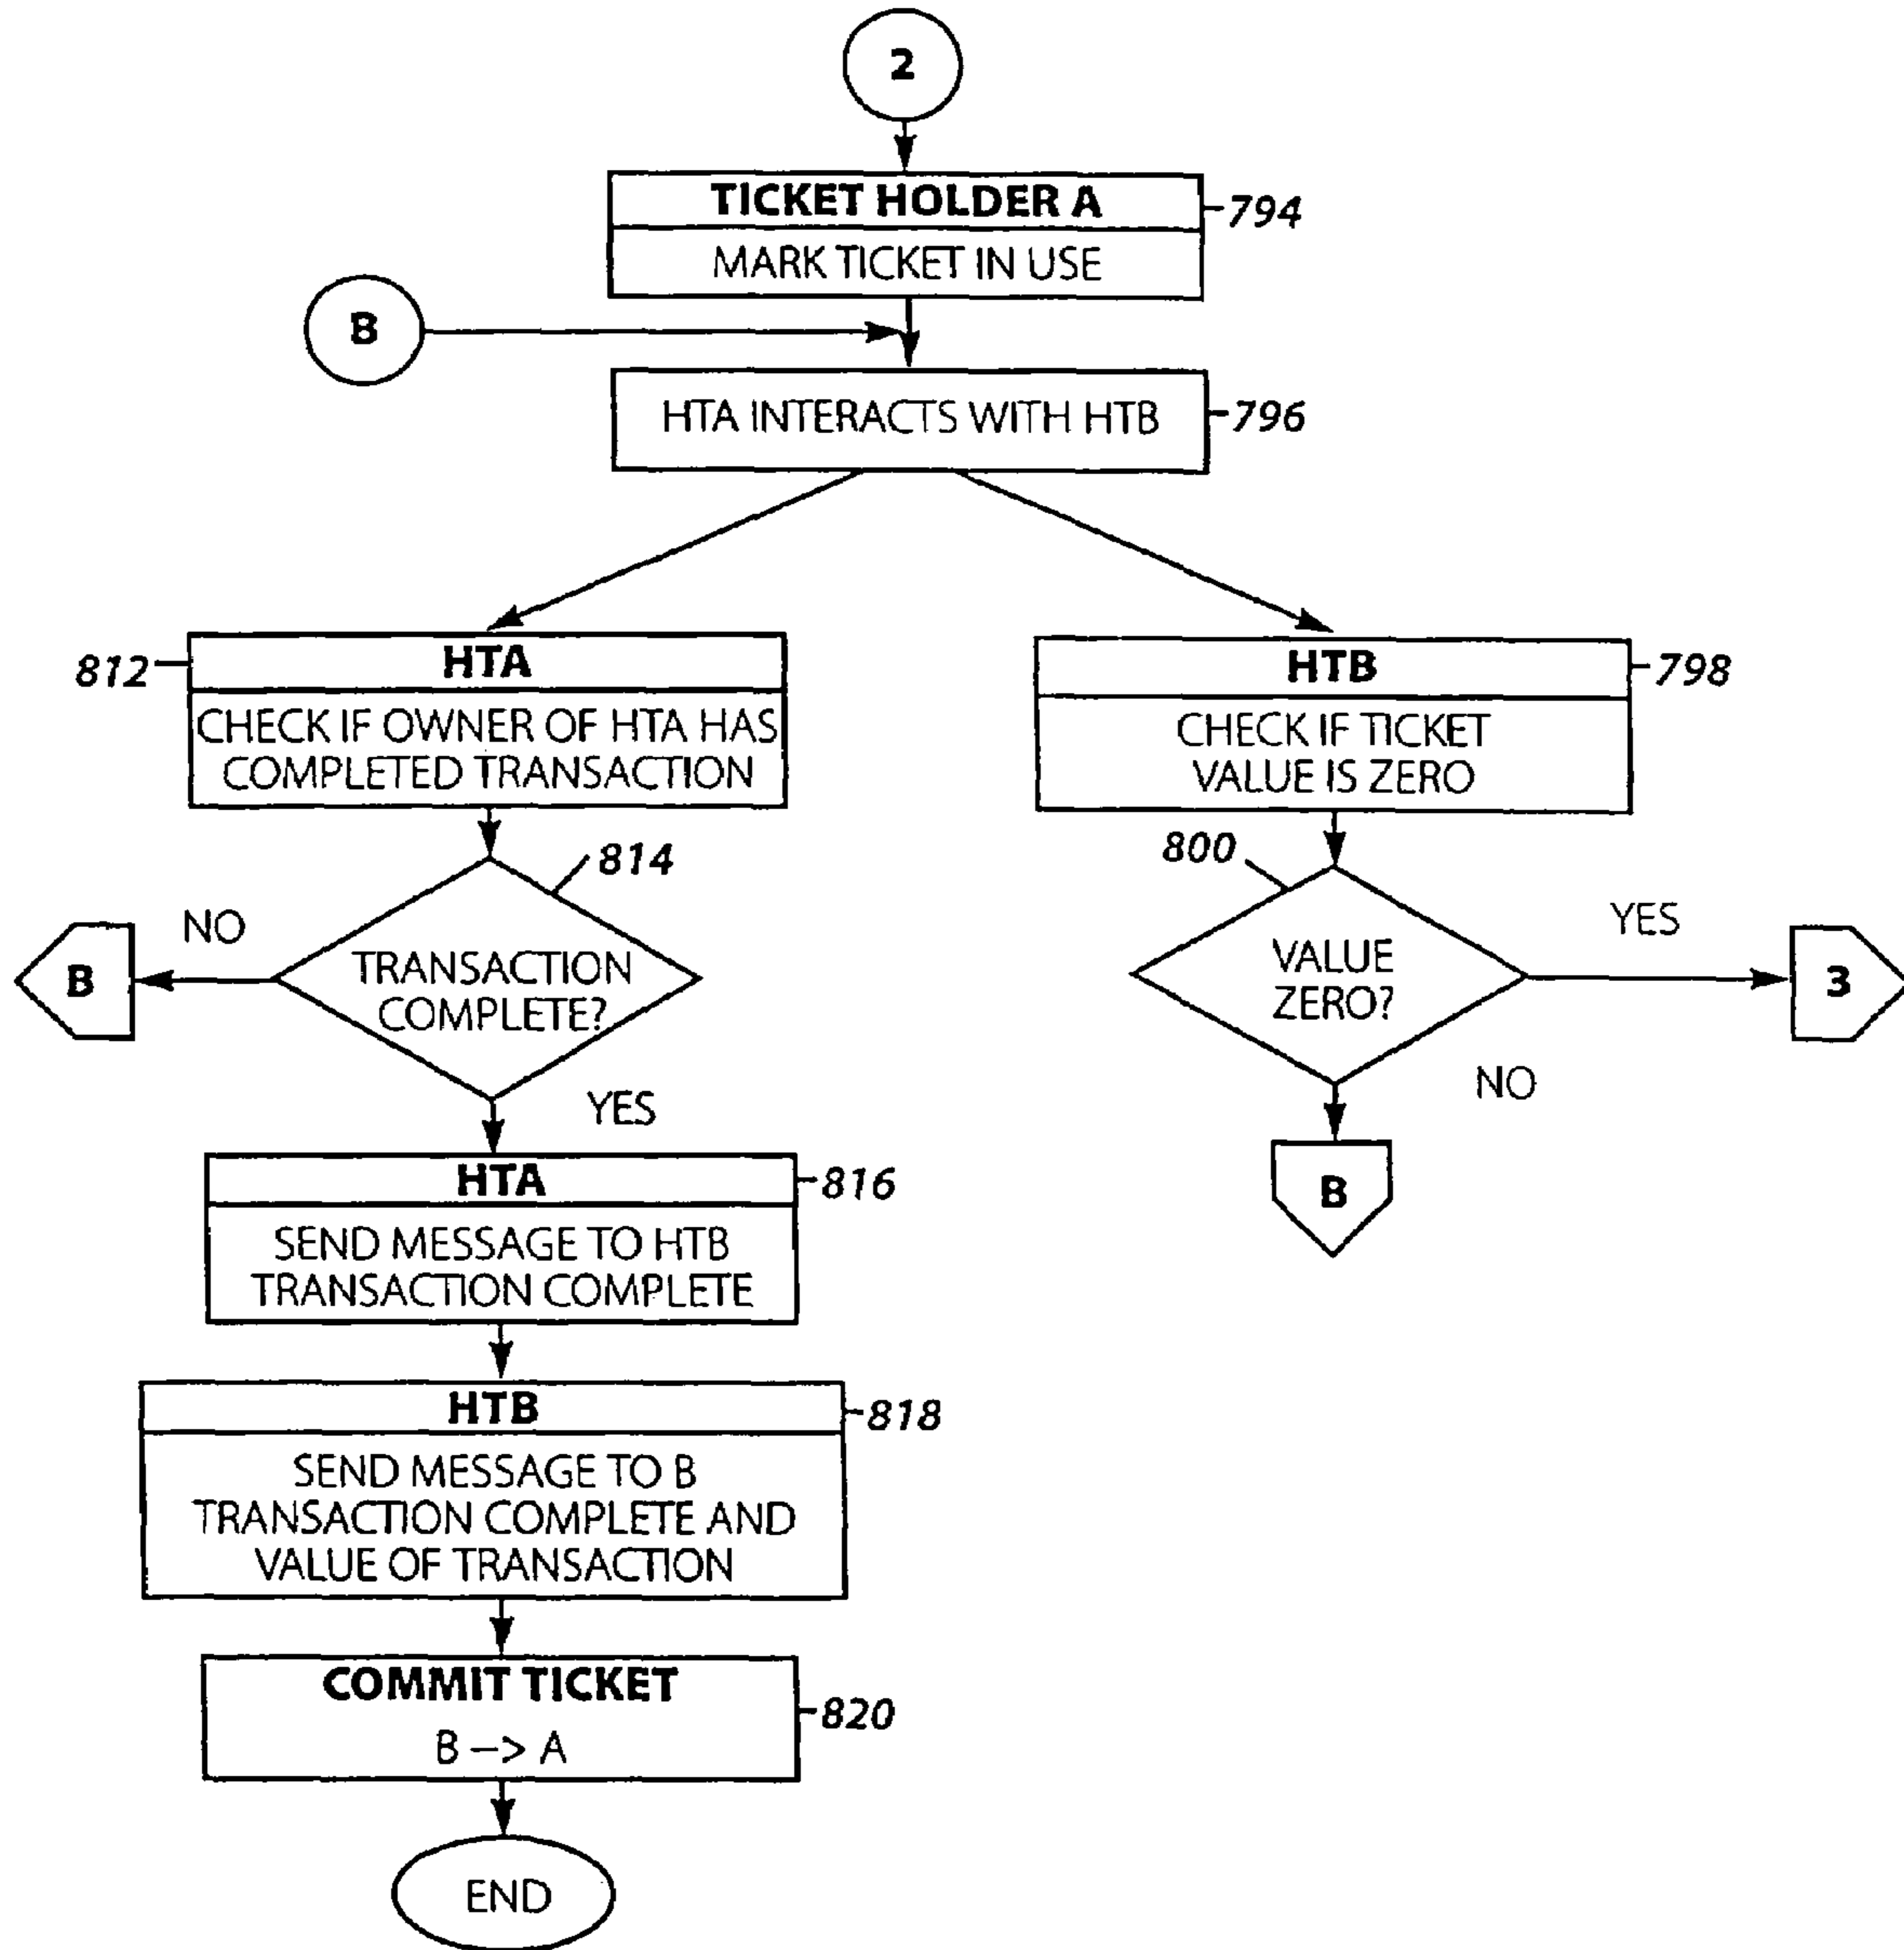 2
TICKET HOLDER A
794
MARK TICKET IN USE
B
HTA INTERACTS WITH HTB
796
812
HTA
CHECK IF OWNER OF HTA HAS
COMPLETED TRANSACTION
HTB
798
CHECK IF TICKET
VALUE IS ZERO
814
800
NO
B
TRANSACTION
COMPLETE?
YES
VALUE
ZERO?
YES
3
NO
B
HTA
816
SEND MESSAGE TO HTB
TRANSACTION COMPLETE
HTB
818
SEND MESSAGE TO B
TRANSACTION COMPLETE AND
VALUE OF TRANSACTION
COMMIT TICKET
820
B —> A
END